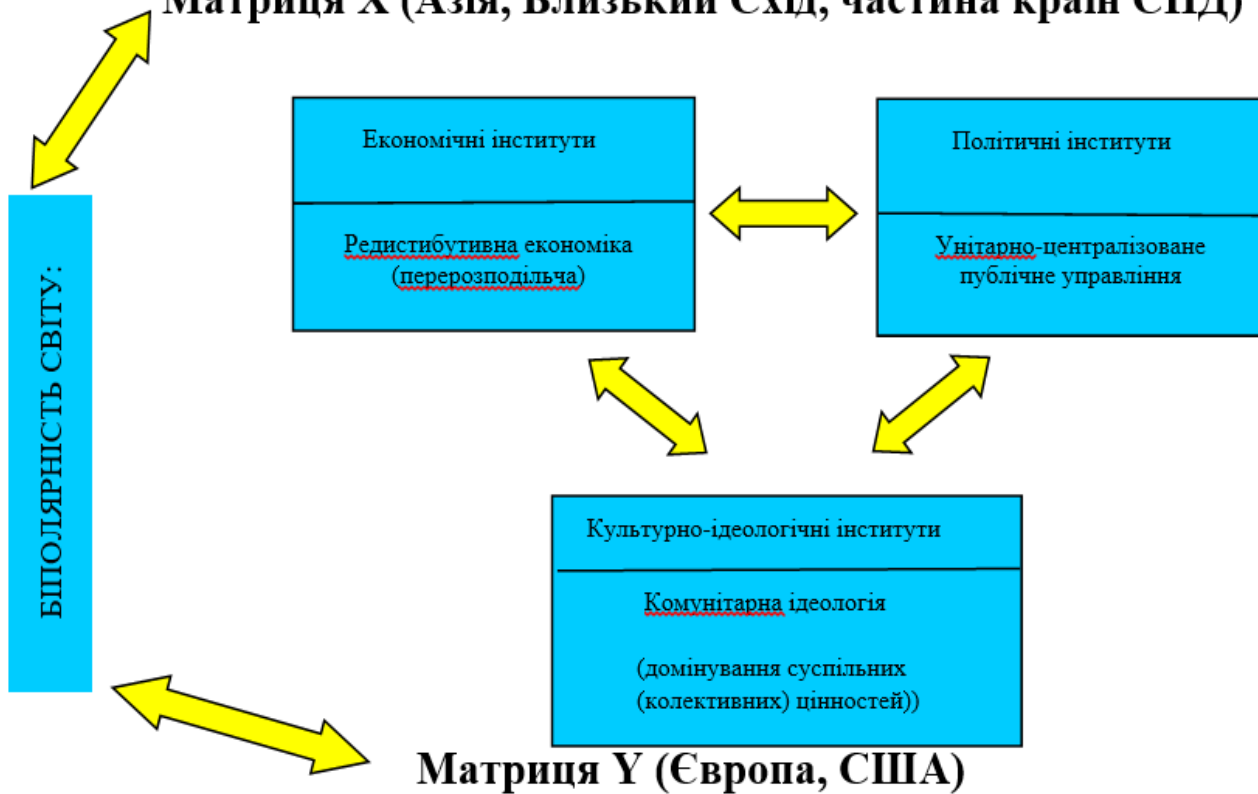 Матриця X (Азія, Близький Схід, частина країн СНД)
Економічні інститути
Редистибутивна економіка
(перерозподільча)
Політичні інститути
Унітарно-централізоване
публічне управління
БІПОЛЯРНІСТЬ СВІТУ:
Культурно-ідеологічні інститути
Комунітарна ідеологія
(домінування суспільних
(колективних) цінностей))
Матриця Y (Європа, США)